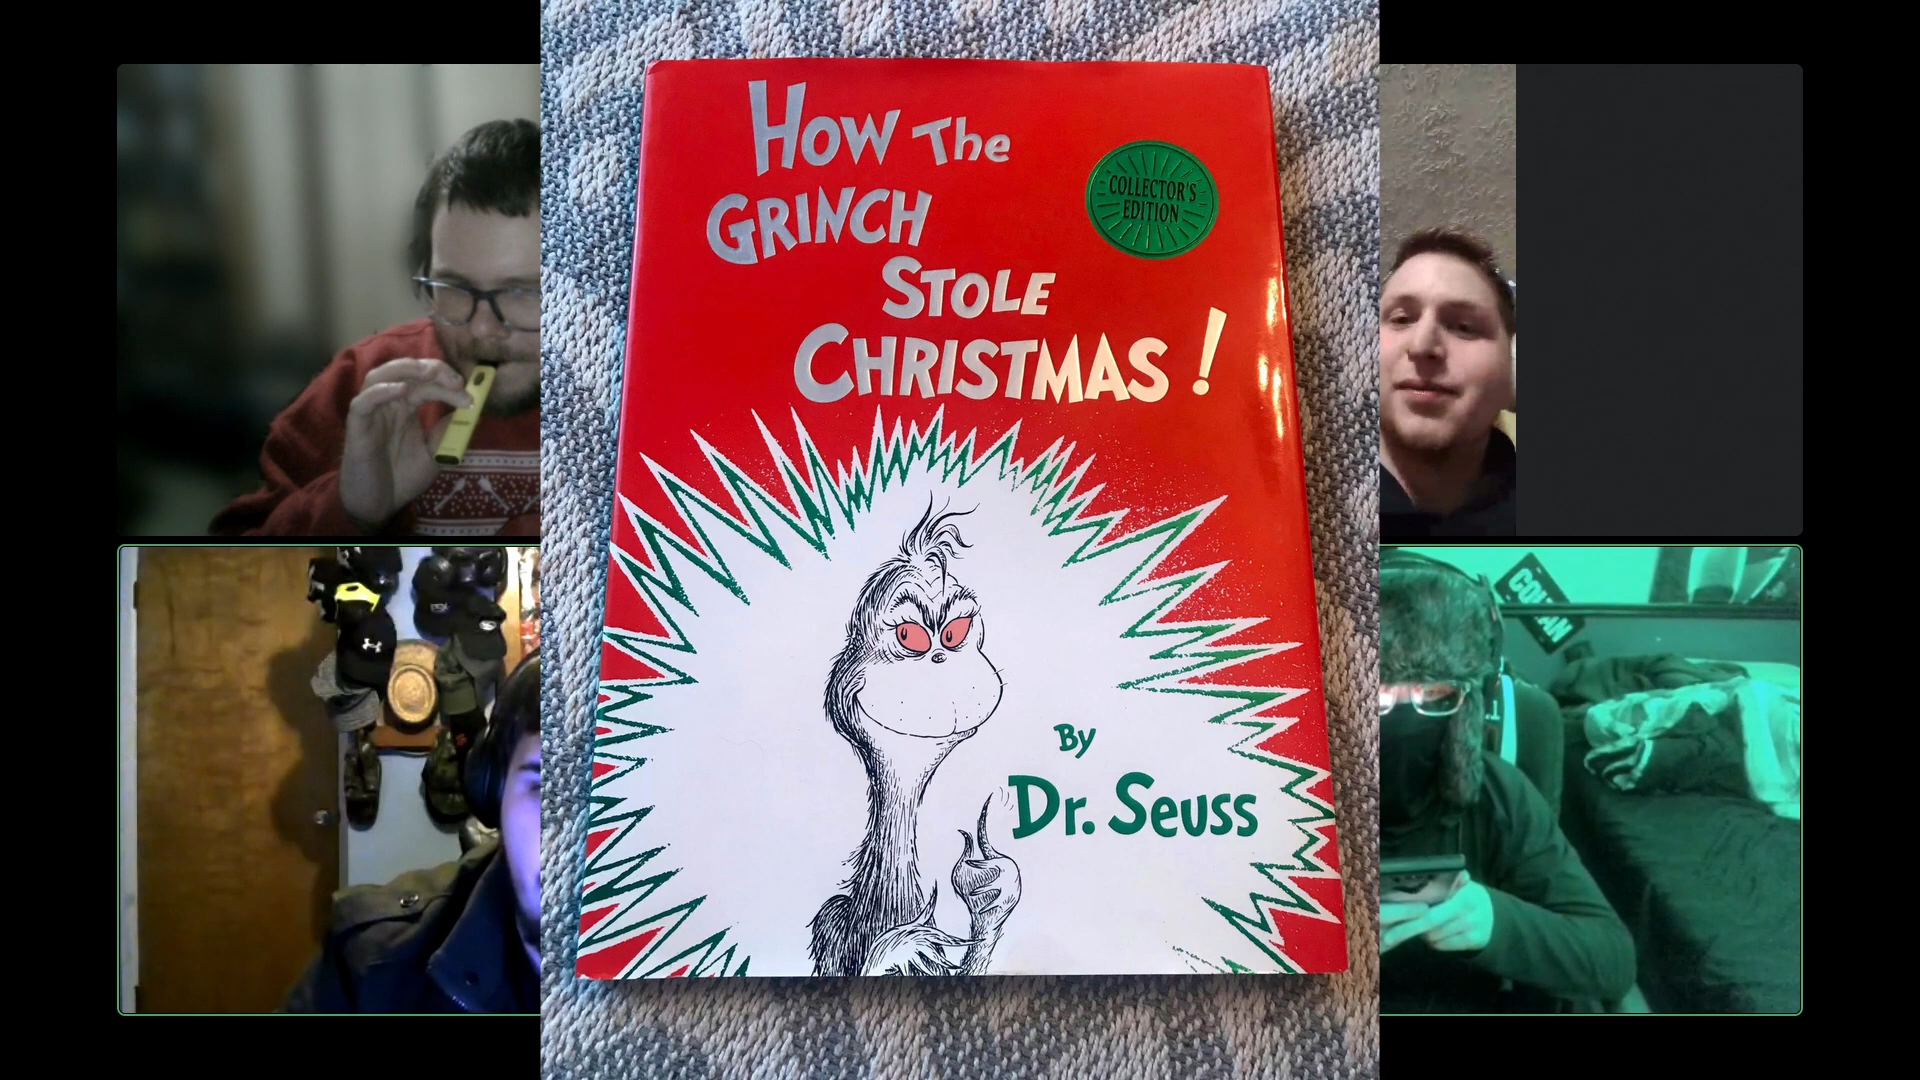 How The
GRINCH
STOLE
CHRISTMAS!
COLLECTOR'S
EDITION
By
Dr. Seuss